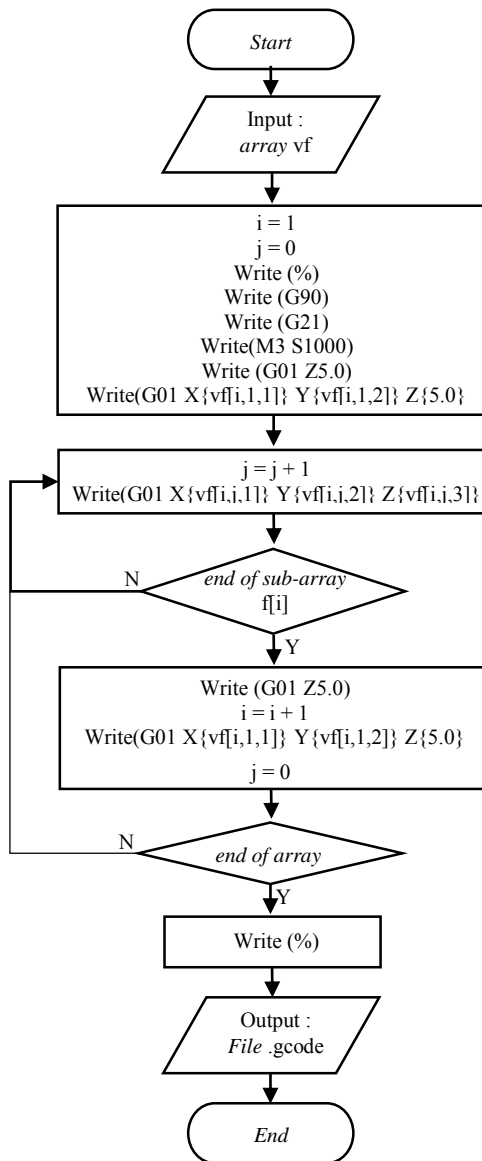 Start
Input :
array vf
i = 1
j = 0
Write (%)
Write (G90)
Write (G21)
Write(M3 S1000)
Write (G01 Z5.0)
Write(G01 X{vf[i,1,1]} Y{vf[i,1,2]} Z{5.0}
j = j + 1
Write(G01 X{vf[i,j,1]} Y{vf[i,j,2]} Z{vf[i,j,3]}
N
end of sub-array
f[i]
Y
Write (G01 Z5.0)
i = i + 1
Write(G01 X{vf[i,1,1]} Y{vf[i,1,2]} Z{5.0}
j = 0
N
end of array
Y
Write (%)
Output :
File .gcode
End